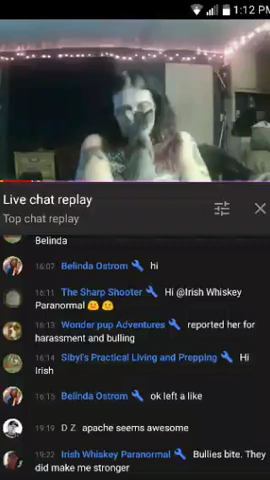 1:12 PM
Live chat replay
Top chat replay
Belinda
16:07 Belinda Ostrom hi
16:11 The Sharp Shooter Hi @Irish Whiskey
Paranormal
16:13 Wonder pup Adventures reported her for
harassment and bulling
16:14 Sibyl's Practical Living and Prepping Hi
Irish
16:15 Belinda Ostrom ok left a like
19:19 D Z apache seems awesome
19:22 Irish Whiskey Paranormal Bullies bite. They
did make me stronger